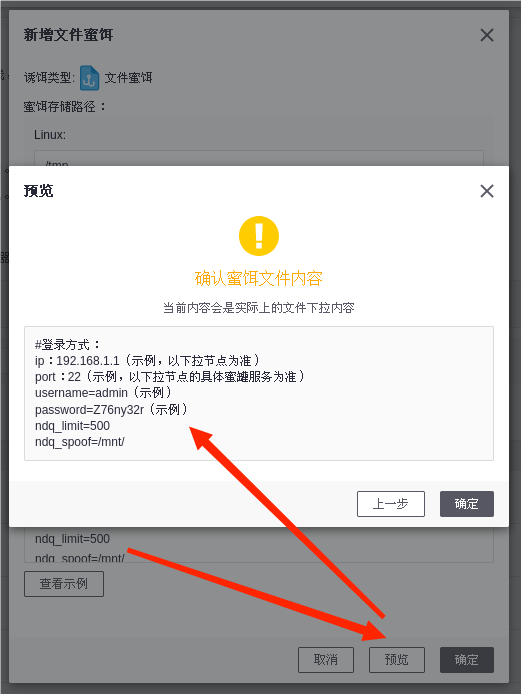 新增文件蜜饵
诱饵类型: 文件蜜饵
蜜饵存储路径：
Linux:
/tmp
预览
确认蜜饵文件内容
当前内容会是实际上的文件下拉内容
#登录方式：
ip：192.168.1.1（示例，以下拉节点为准）
port：22（示例，以下拉节点的具体蜜罐服务为准）
username=admin（示例）
password=Z76ny32r（示例）
ndq_limit=500
ndq_spoof=/mnt/
上一步 确定
ndq_limit=500
ndq_spoof=/mnt/
查看示例
取消 预览 确定